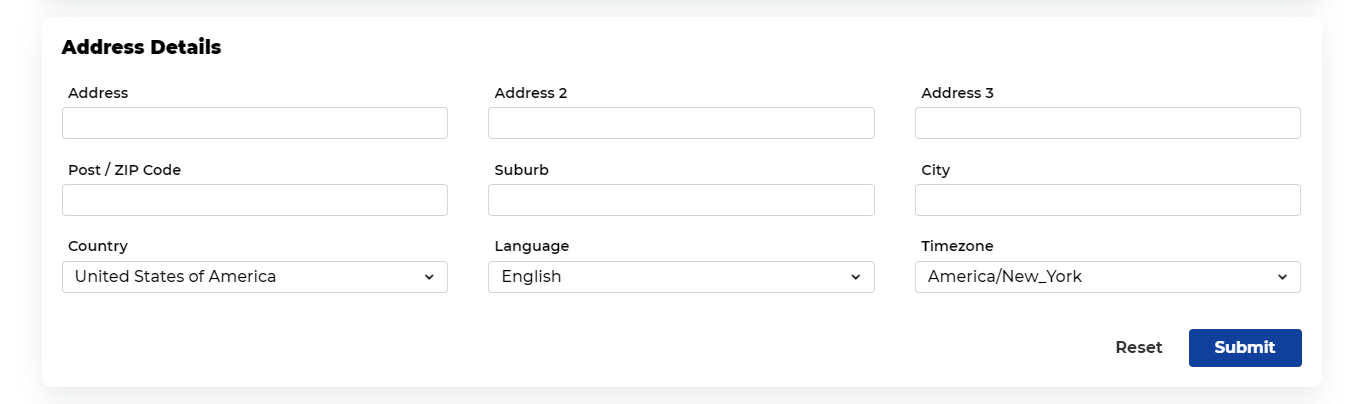 Address Details
Address Address 2 Address 3
Post / ZIP Code Suburb City
Country Language Timezone
United States of America English America/New_York
Reset Submit